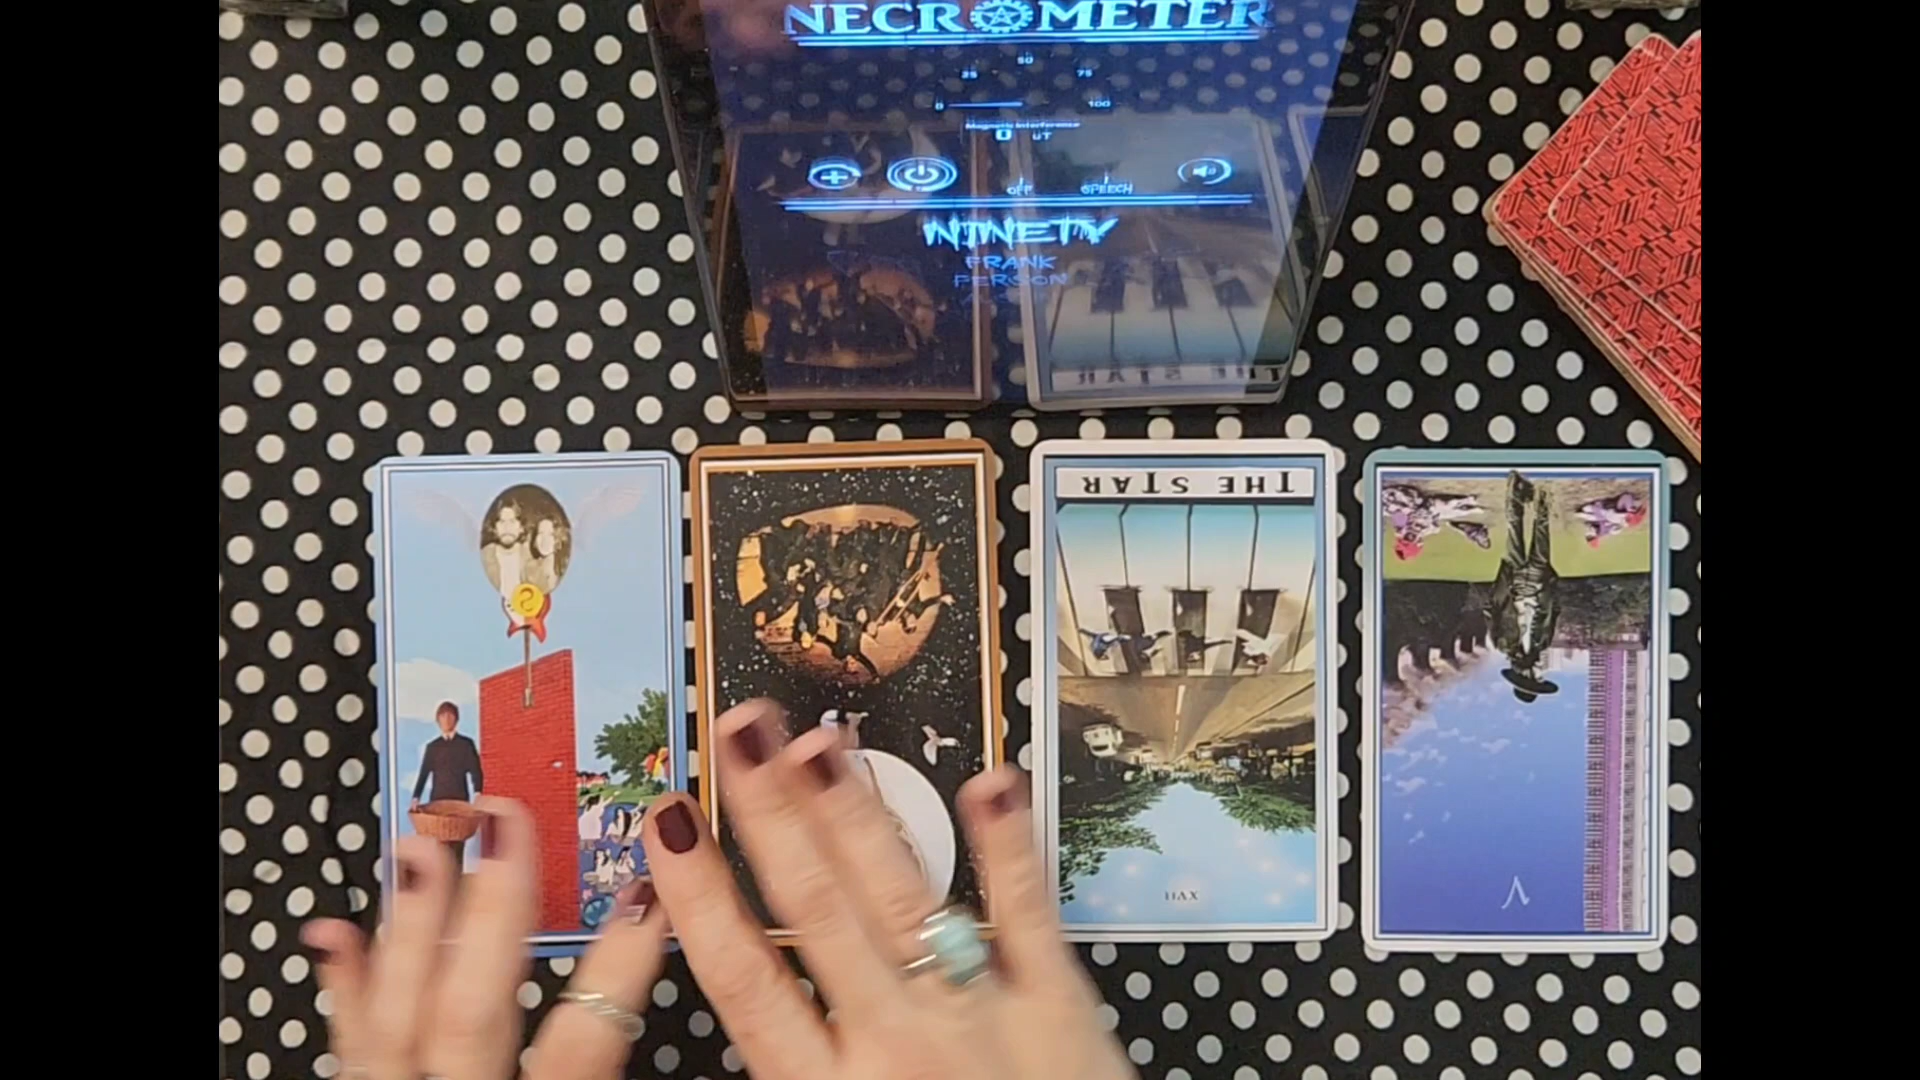 NECROMETER
50
25 75
0 100
Magnetic Interference
0 UT
OFF SPEECH
NINETY
FRANK
PERSON
THE STAR
S
XVII
V